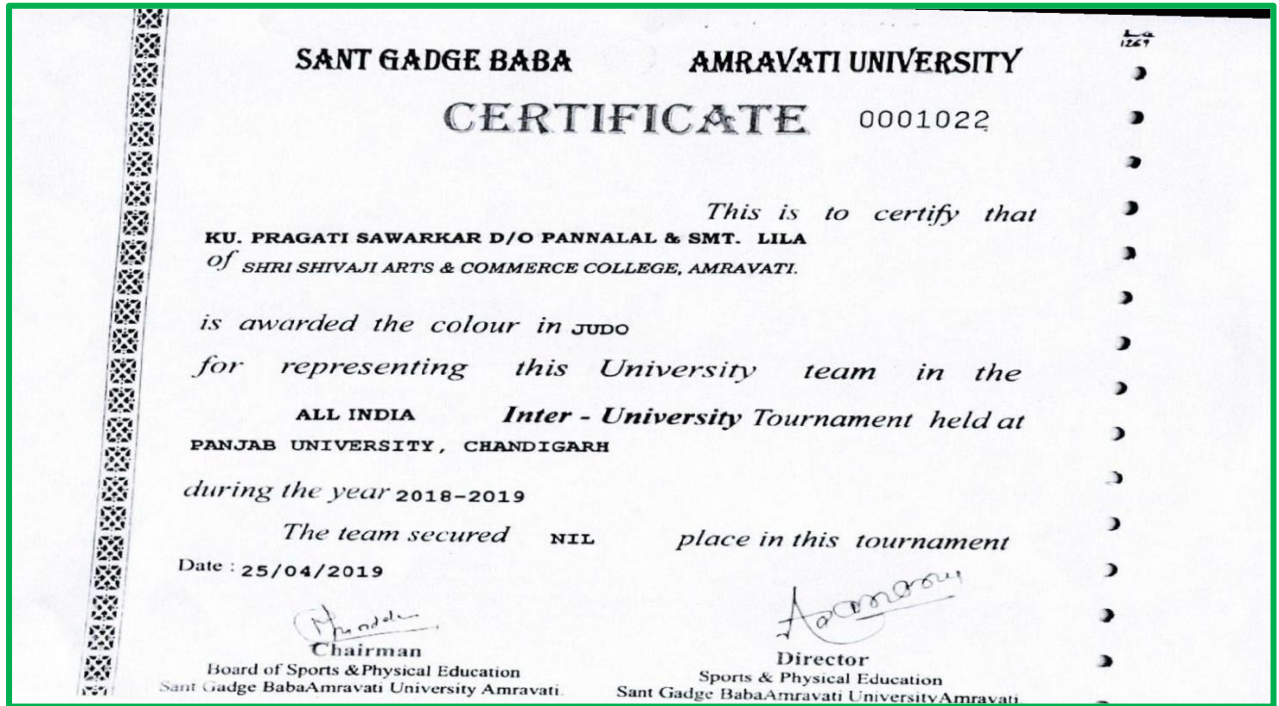 SANT GADGE BABA AMRAVATI UNIVERSITY
CERTIFICATE 0001022
This is to certify that
KU. PRAGATI SAWARKAR D/O PANNALAL & SMT. LILA
of SHRI SHIVAJI ARTS & COMMERCE COLLEGE, AMRAVATI.
is awarded the colour in JUDO
for representing this University team in the
ALL INDIA Inter - University Tournament held at
PANJAB UNIVERSITY, CHANDIGARH
during the year 2018-2019
The team secured NIL place in this tournament
Date : 25/04/2019
Chairman
Board of Sports &Physical Education
Sant Gadge BabaAmravati University Amravati.
Director
Sports & Physical Education
Sant Gadge BabaAmravati UniversityAmravati